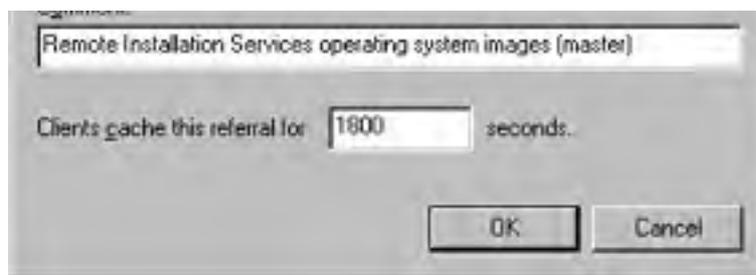 Remote Installation Services operating system images (master)
Clients cache this referral for 1800 seconds.
OK Cancel